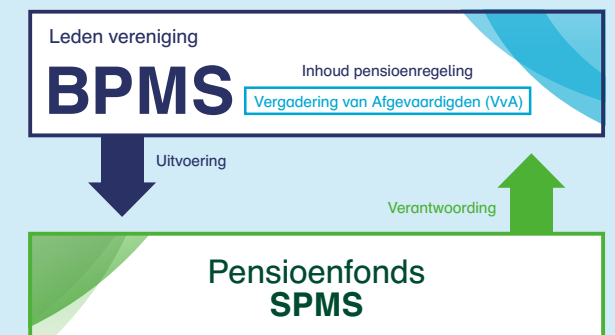 Leden vereniging
BPMS
Inhoud pensioenregeling
Vergadering van Afgevaardigden (VvA)
Uitvoering
Verantwoording
Pensioenfonds
SPMS